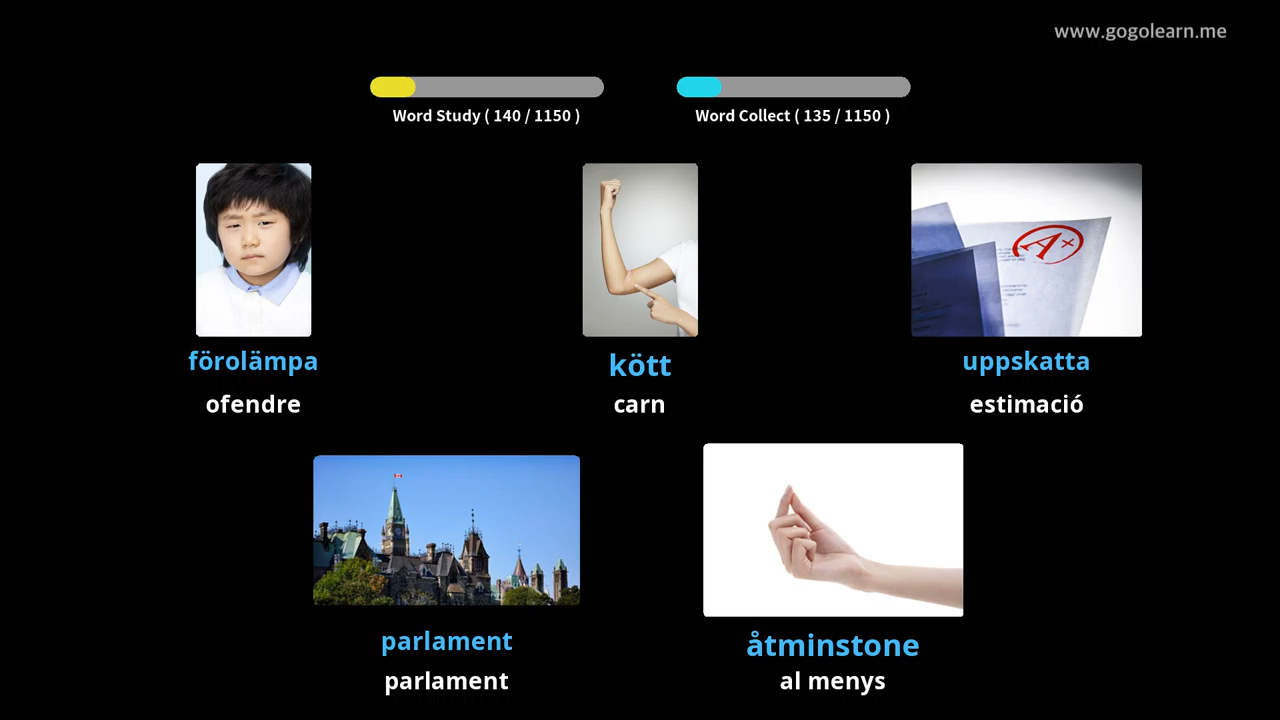 www.gogolearn.me
Word Study ( 140 / 1150 )
Word Collect ( 135 / 1150 )
A+
förolämpa
kött
uppskatta
ofendre
carn
estimació
parlament
åtminstone
parlament
al menys